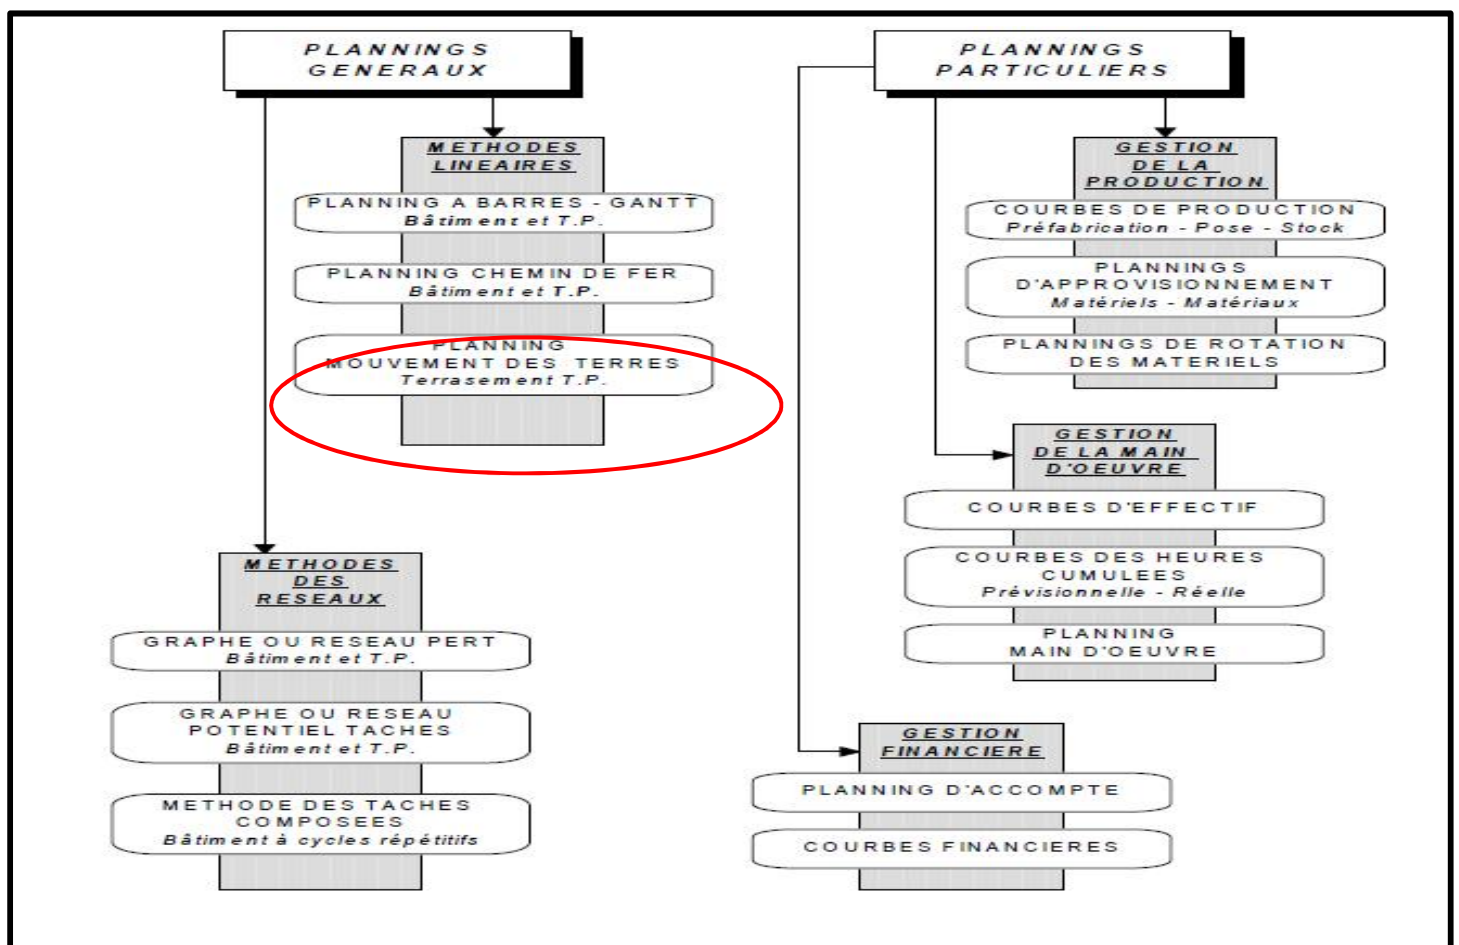 PLANNINGS
GENERAUX
METHODES
LINEAIRES
PLANNING A BARRES - GANTT
Bâtiment et T.P.
PLANNING CHEMIN DE FER
Bâtiment et T.P.
PLANNING
MOUVEMENT DES TERRES
Terrasement T.P.
METHODES
DES
RESEAUX
GRAPHE OU RESEAU PERT
Bâtiment et T.P.
GRAPHE OU RESEAU
POTENTIEL TACHES
Bâtiment et T.P.
METHODE DES TACHES
COMPOSEES
Bâtiment à cycles répétitifs
PLANNINGS
PARTICULIERS
GESTION
DE LA
PRODUCTION
COURBES DE PRODUCTION
Préfabrication - Pose - Stock
PLANNINGS
D'APPROVISIONNEMENT
Matériels - Matériaux
PLANNINGS DE ROTATION
DES MATERIELS
GESTION
DE LA MAIN
D'OEUVRE
COURBES D'EFFECTIF
COURBES DES HEURES
CUMULEES
Prévisionnelle - Réelle
PLANNING
MAIN D'OEUVRE
GESTION
FINANCIERE
PLANNING D'ACCOMPTE
COURBES FINANCIERES